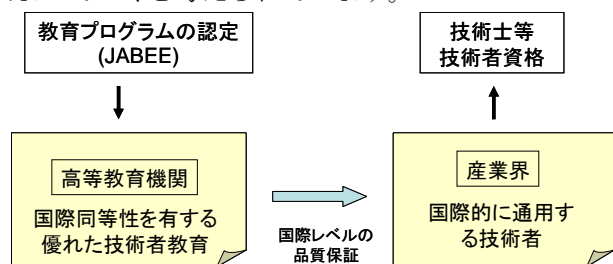 教育プログラムの認定
(JABEE)
技術士等
技術者資格
高等教育機関
国際同等性を有する
優れた技術者教育
国際レベルの
品質保証
産業界
国際的に通用す
る技術者